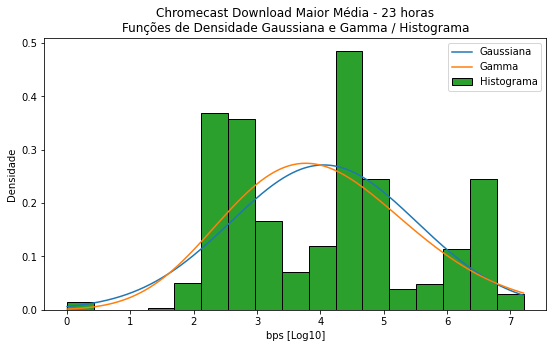 Chromecast Download Maior Média - 23 horas
Funções de Densidade Gaussiana e Gamma / Histograma
Gaussiana
Gamma
Histograma
Densidade
0.5
0.4
0.3
0.2
0.1
0.0
0 1 2 3 4 5 6 7
bps [Log10]